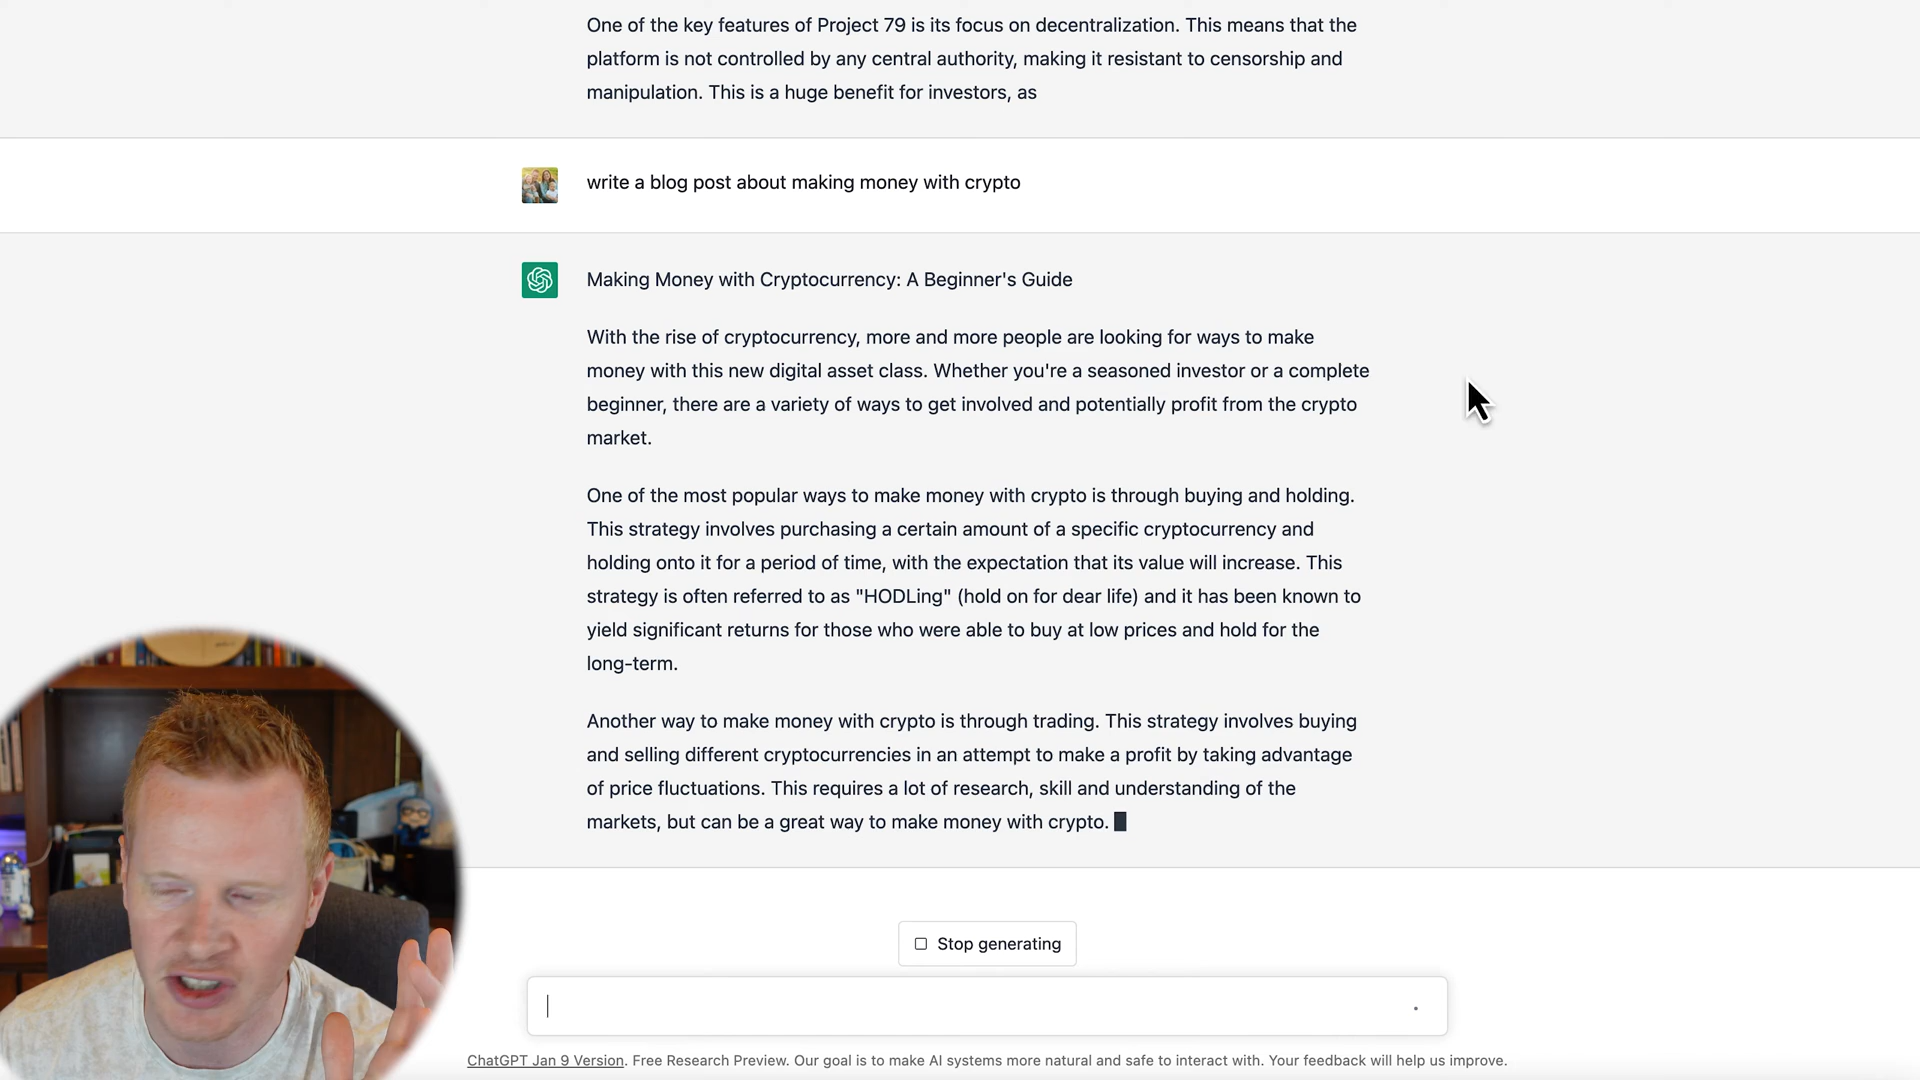 One of the key features of Project 79 is its focus on decentralization. This means that the
platform is not controlled by any central authority, making it resistant to censorship and
manipulation. This is a huge benefit for investors, as
write a blog post about making money with crypto
Making Money with Cryptocurrency: A Beginner's Guide
With the rise of cryptocurrency, more and more people are looking for ways to make
money with this new digital asset class. Whether you're a seasoned investor or a complete
beginner, there are a variety of ways to get involved and potentially profit from the crypto
market.
One of the most popular ways to make money with crypto is through buying and holding.
This strategy involves purchasing a certain amount of a specific cryptocurrency and
holding onto it for a period of time, with the expectation that its value will increase. This
strategy is often referred to as "HODLing" (hold on for dear life) and it has been known to
yield significant returns for those who were able to buy at low prices and hold for the
long-term.
Another way to make money with crypto is through trading. This strategy involves buying
and selling different cryptocurrencies in an attempt to make a profit by taking advantage
of price fluctuations. This requires a lot of research, skill and understanding of the
markets, but can be a great way to make money with crypto.
Stop generating
ChatGPT Jan 9 Version. Free Research Preview. Our goal is to make AI systems more natural and safe to interact with. Your feedback will help us improve.